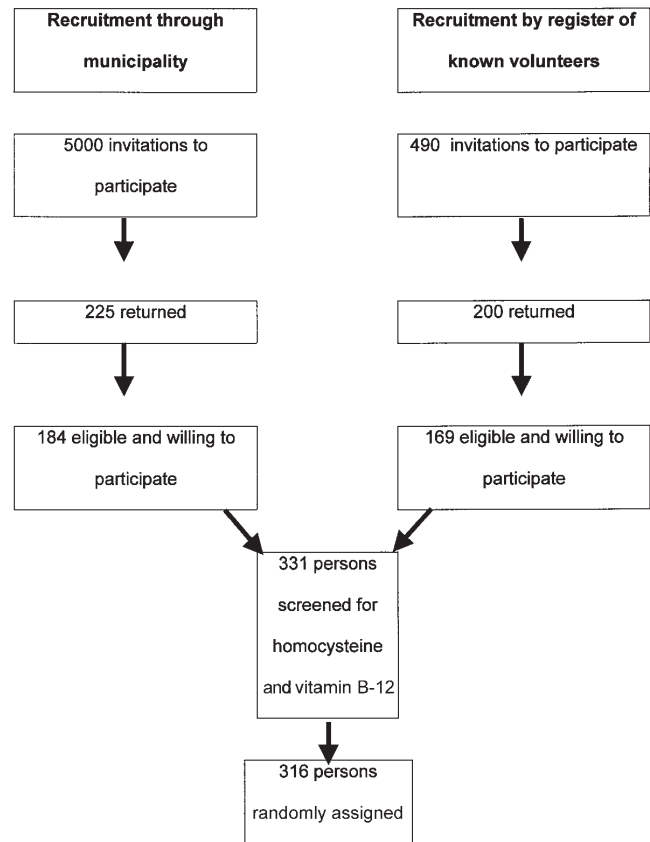 Recruitment through
municipality
Recruitment by register of
known volunteers
5000 invitations to
participate
490 invitations to participate
225 returned
200 returned
184 eligible and willing to
participate
169 eligible and willing to
participate
331 persons
screened for
homocysteine
and vitamin B-12
316 persons
randomly assigned